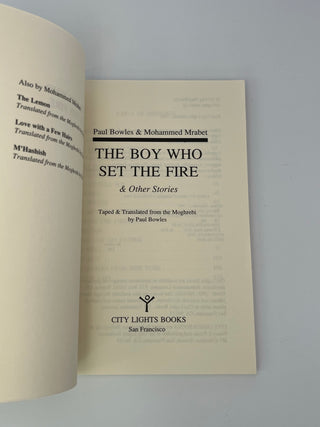 Also by Mohammed Mrabet
The Lemon
Translated from the Moghrebi
Love with a Few Hairs
Translated from the Moghrebi
M'Hashish
Translated from the Moghrebi
Paul Bowles & Mohammed Mrabet
THE BOY WHO
SET THE FIRE
& Other Stories
Taped & Translated from the Moghrebi
by Paul Bowles
CITY LIGHTS BOOKS
San Francisco